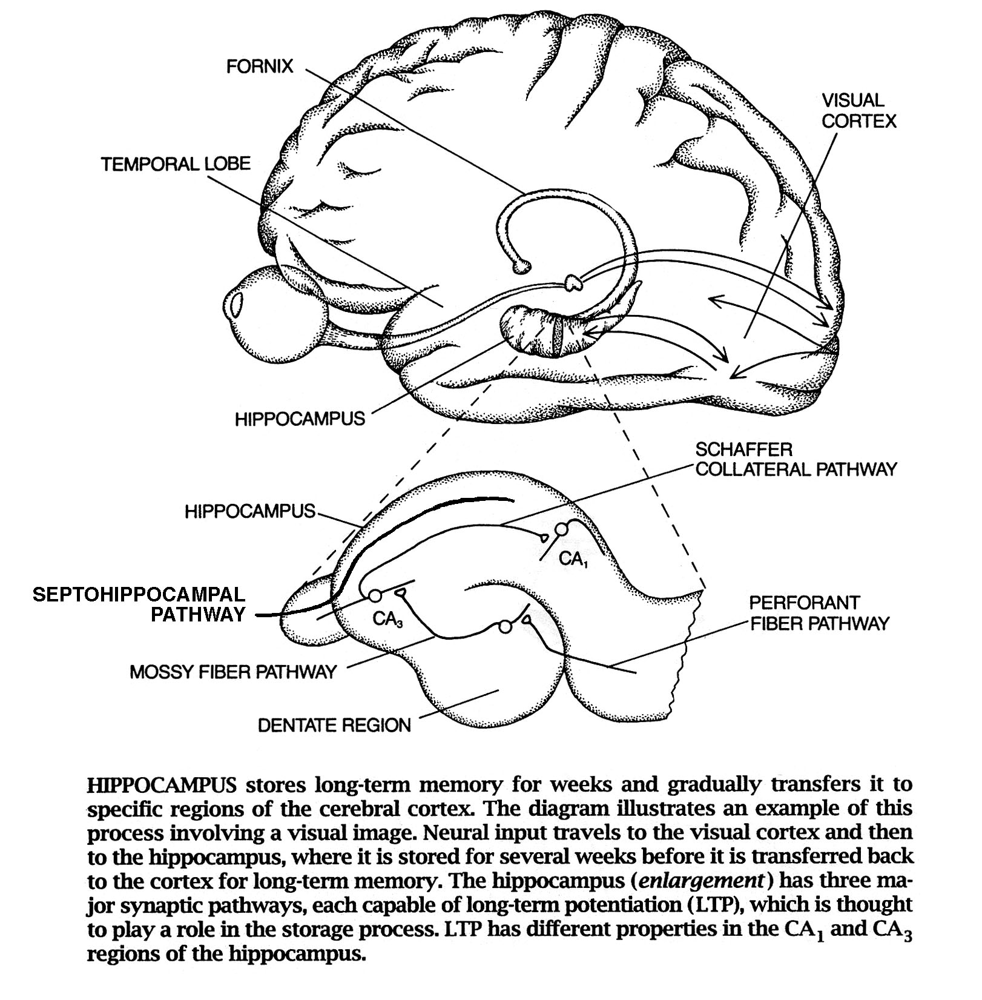 FORNIX
VISUAL
CORTEX
TEMPORAL LOBE
HIPPOCAMPUS
SCHAFFER
COLLATERAL PATHWAY
HIPPOCAMPUS
CA1
SEPTOHIPPOCAMPAL
PATHWAY
PERFORANT
FIBER PATHWAY
CA3
MOSSY FIBER PATHWAY
DENTATE REGION
HIPPOCAMPUS stores long-term memory for weeks and gradually transfers it to
specific regions of the cerebral cortex. The diagram illustrates an example of this
process involving a visual image. Neural input travels to the visual cortex and then
to the hippocampus, where it is stored for several weeks before it is transferred back
to the cortex for long-term memory. The hippocampus (enlargement) has three ma-
jor synaptic pathways, each capable of long-term potentiation (LTP), which is thought
to play a role in the storage process. LTP has different properties in the CA1 and CA3
regions of the hippocampus.